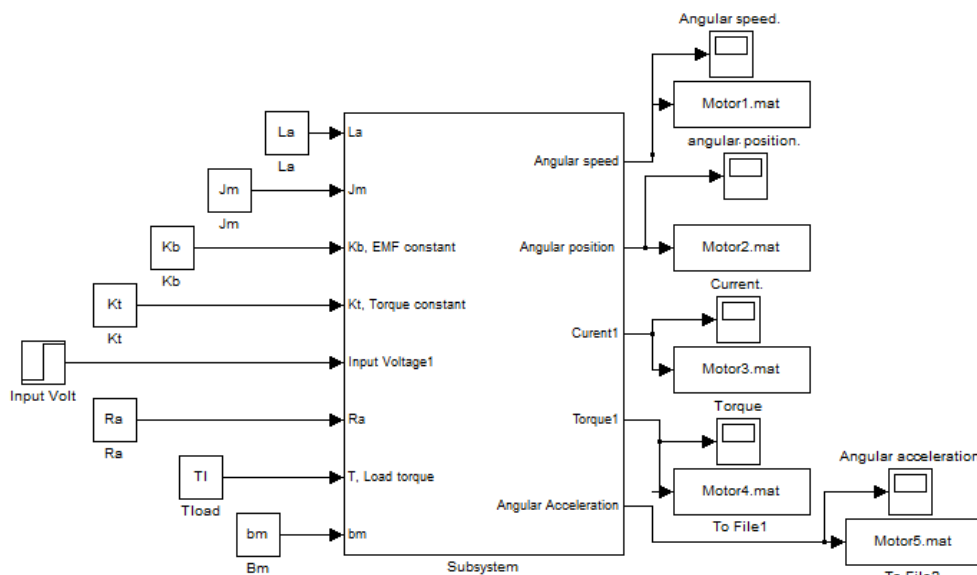 Angular speed.
Motor1.mat
La
La
La
angular position.
Angular speed
Jm
Jm
Jm
Kb
Kb
Kb, EMF constant
Angular position
Motor2.mat
Current.
Kt
Kt
Kt, Torque constant
Curent1
Motor3.mat
Input Volt
Input Voltage1
Torque
Ra
Ra
Ra
Torque1
Angular acceleration
Tl
Tload
T, Load torque
Motor4.mat
To File1
Angular Acceleration
bm
Bm
bm
Motor5.mat
Subsystem
To File2